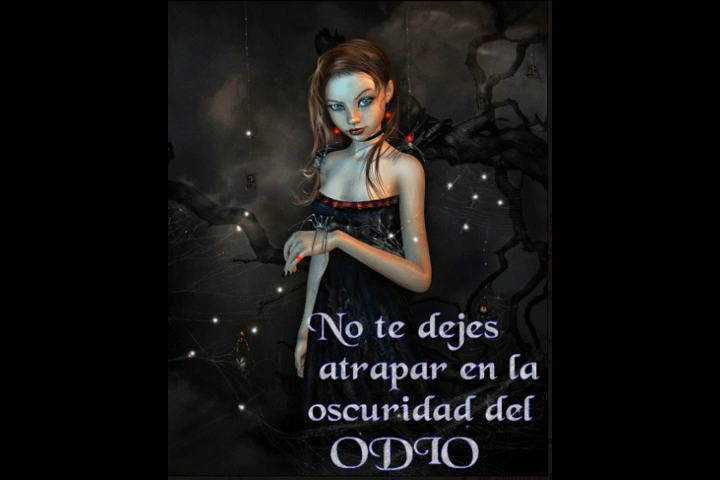 No te dejes
atrapar en la
oscuridad del
ODIO